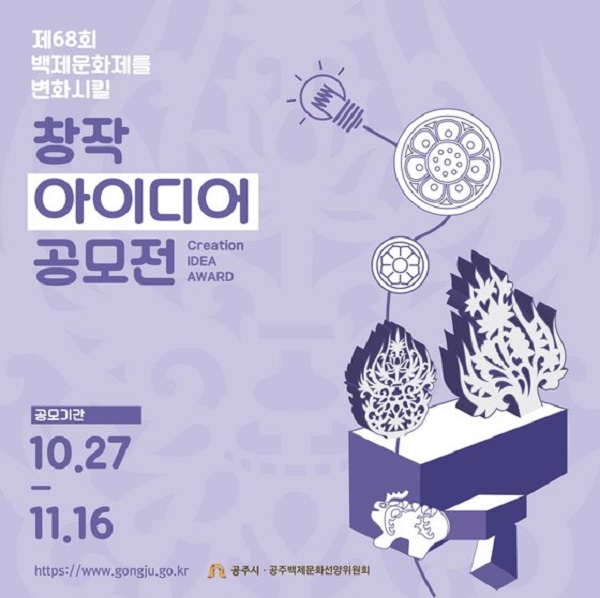 제68회
백제문화제를
변화시킬
창작
아이디어
공모전
Creation
IDEA
AWARD
공모기간
10.27
–
11.16
https://www.gongju.go.kr
공주시 · 공주백제문화선양위원회